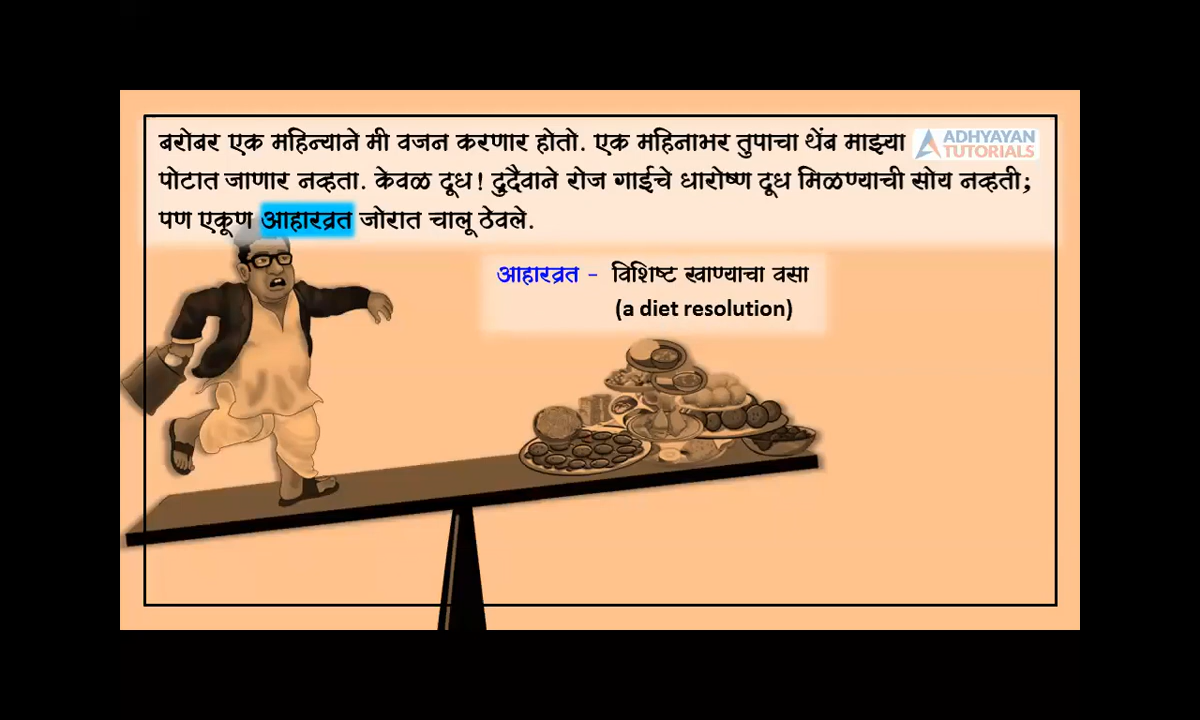 बरोबर एक महिन्याने मी वजन करणार होतो. एक महिनाभर तुपाचा थेंब माझ्या
ADHYAYAN
TUTORIALS
पोटात जाणार नव्हता. केवळ दूध! दुर्दैवाने रोज गाईचे धारोष्ण दूध मिळण्याची सोय नव्हती;
पण एकूण आहारव्रत जोरात चालू ठेवले.
आहारव्रत - विशिष्ट खाण्याचा वसा
(a diet resolution)